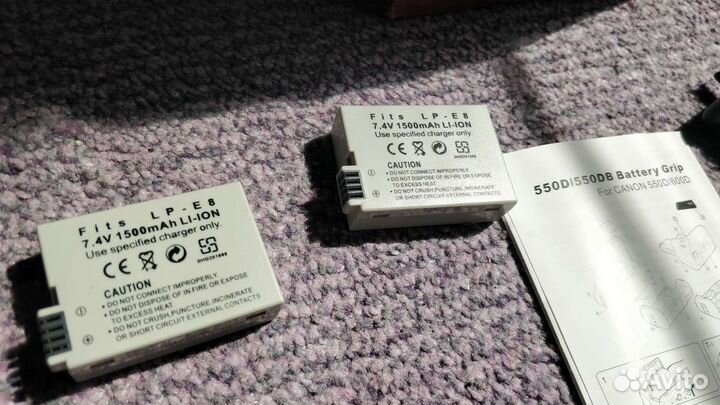 Fits LP-E8
7.4V 1500mAh LI-ION
Use specified charger only.
CE
CAUTION
• DO NOT CONNECT IMPROPERLY.
• DO NOT DISPOSE OF IN FIRE OR EXPOSE
TO EXCESS HEAT
• DO NOT CRUSH,PUNCTURE,INCINERATE
OR SHORT CIRCUIT EXTERNAL CONTACTS
Fits LP-E8
7.4V 1500mAh LI-ION
Use specified charger only.
CE
CAUTION
• DO NOT CONNECT IMPROPERLY.
• DO NOT DISPOSE OF IN FIRE OR EXPOSE
TO EXCESS HEAT
• DO NOT CRUSH,PUNCTURE,INCINERATE
OR SHORT CIRCUIT EXTERNAL CONTACTS
550D/550DB Battery Grip
For CANON 550D/600D
Avito